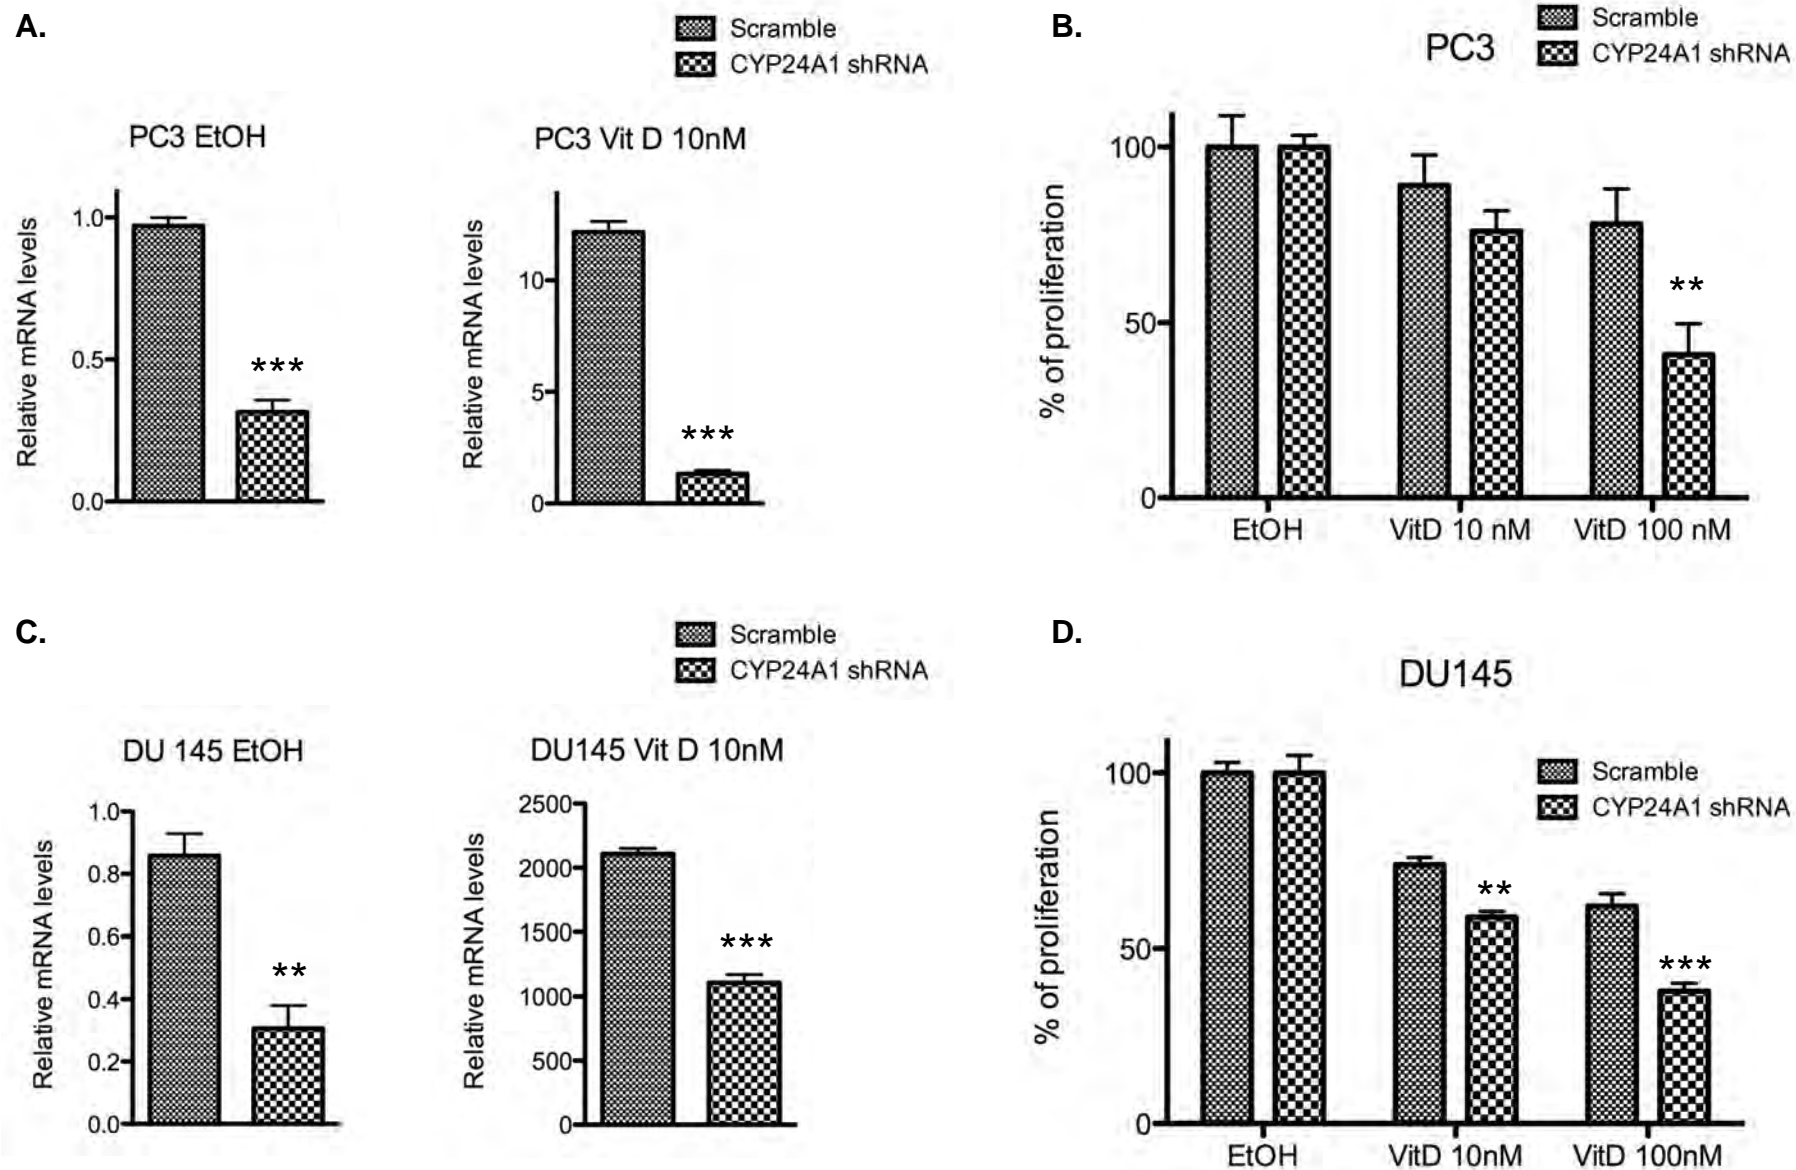 A.
Scramble
CYP24A1 shRNA
PC3 EtOH
Relative mRNA levels
1.0
0.5
0.0
***
PC3 Vit D 10nM
Relative mRNA levels
10
5
0
***
B.
PC3
Scramble
CYP24A1 shRNA
% of proliferation
100
50
0
**
EtOH
VitD 10 nM
VitD 100 nM
C.
Scramble
CYP24A1 shRNA
DU 145 EtOH
Relative mRNA levels
1.0
0.8
0.6
0.4
0.2
0.0
**
DU145 Vit D 10nM
Relative mRNA levels
2500
2000
1500
1000
500
0
***
D.
DU145
Scramble
CYP24A1 shRNA
% of proliferation
100
50
0
**
***
EtOH
VitD 10nM
VitD 100nM